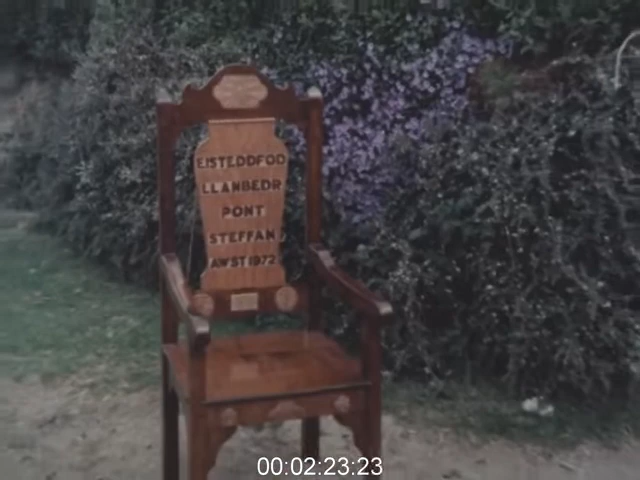 EISTEDDFOD
LLANBEDR
PONT
STEFFAN
AWST 1972
00:02:23:23